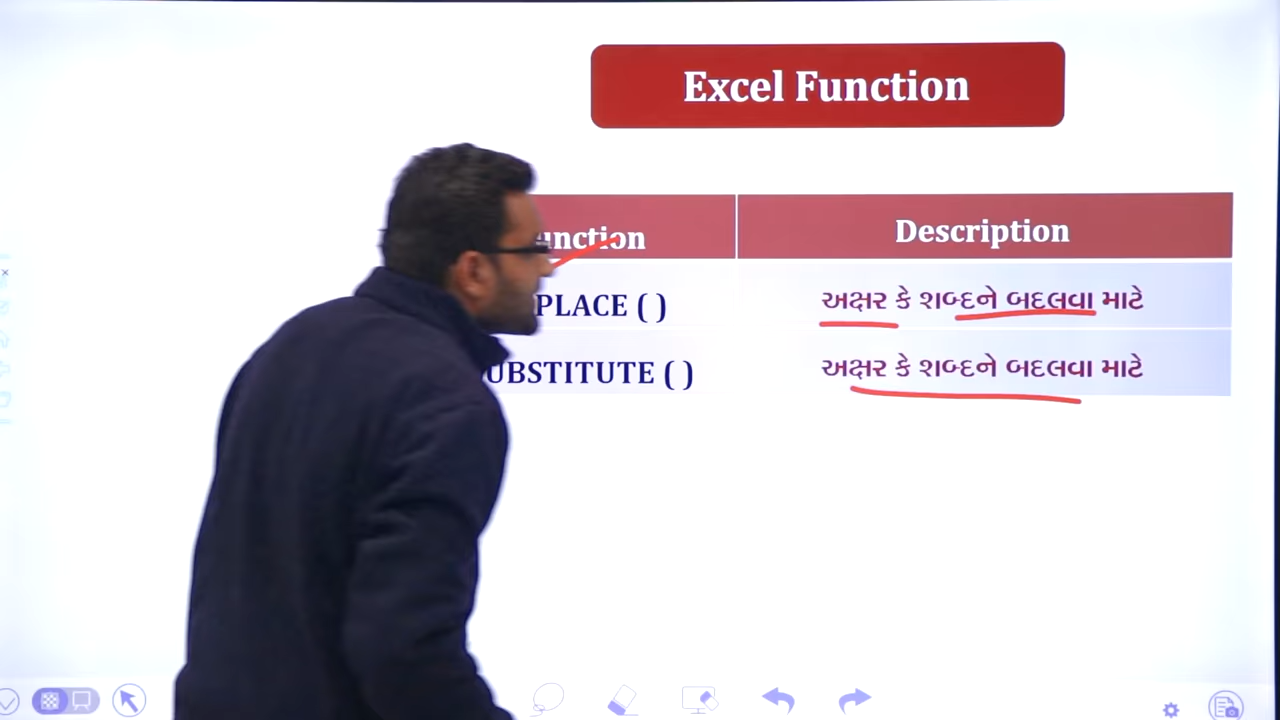 Excel Function
unction Description
PLACE ( ) અક્ષર કે શબ્દને બદલવા માટે
UBSTITUTE ( ) અક્ષર કે શબ્દને બદલવા માટે